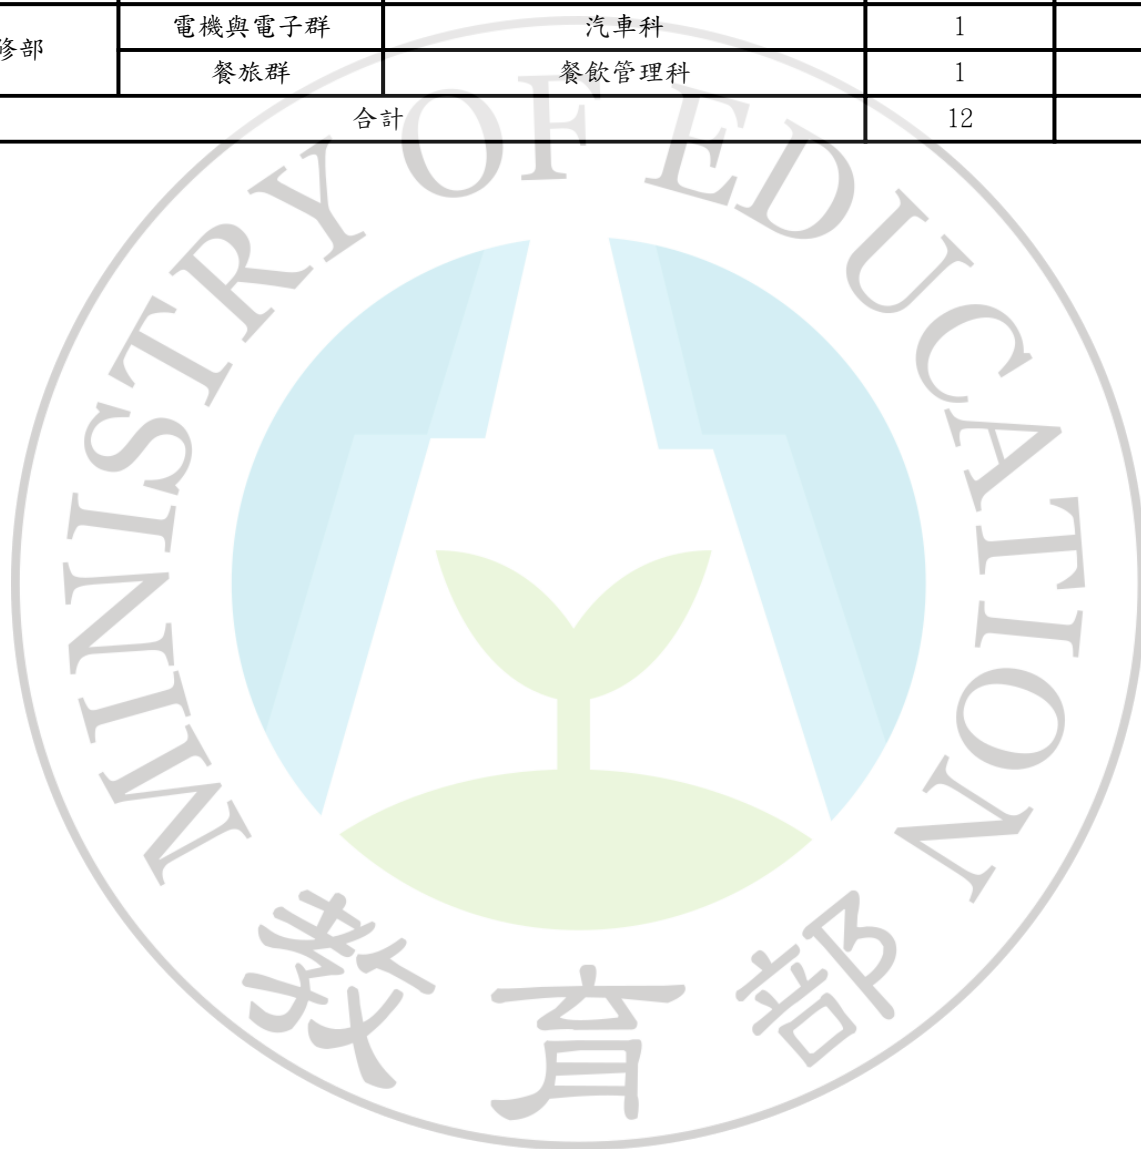 修部 電機與電子群 汽車科 1
餐旅群 餐飲管理科 1
合計 12
MINISTRY OF EDUCATION
教育部